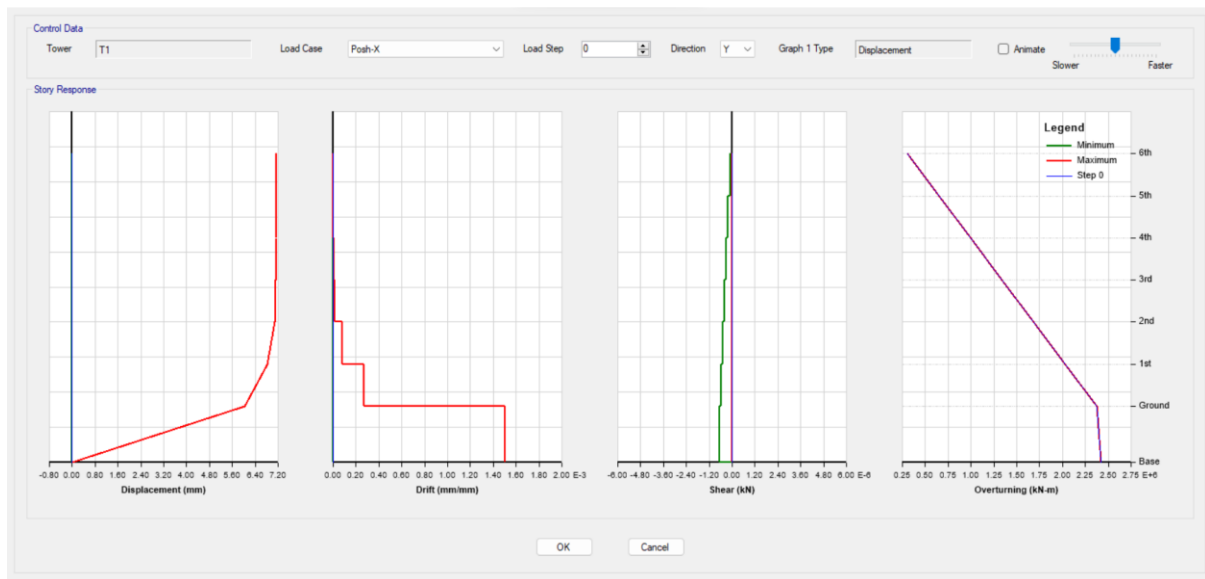 Control Data
Tower T1 Load Case Posh-X Load Step 0 Direction Y Graph 1 Type Displacement Animate
Slower Faster
Story Response
Legend
Minimum
Maximum
Step 0
6th
5th
4th
3rd
2nd
1st
Ground
Base
-0.80 0.00 0.80 1.60 2.40 3.20 4.00 4.80 5.60 6.40 7.20
Displacement (mm)
0.00 0.20 0.40 0.60 0.80 1.00 1.20 1.40 1.60 1.80 2.00 E-3
Drift (mm/mm)
-6.00 -4.80 -3.60 -2.40 -1.20 0.00 1.20 2.40 3.60 4.80 6.00 E-6
Shear (kN)
0.25 0.50 0.75 1.00 1.25 1.50 1.75 2.00 2.25 2.50 2.75 E+6
Overturning (kN-m)
OK Cancel